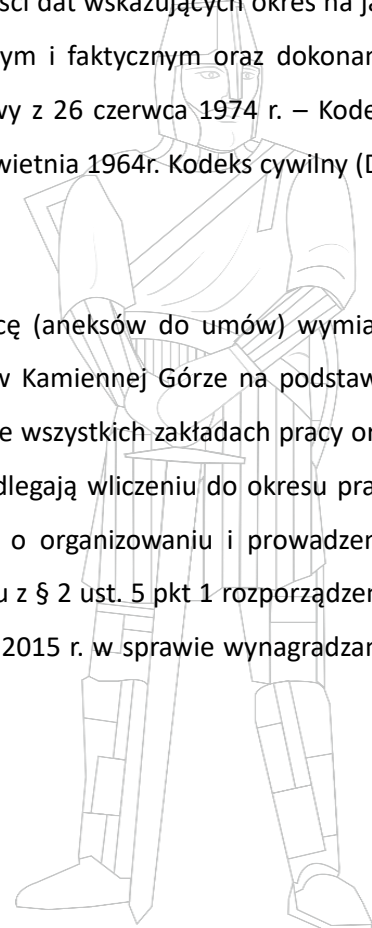 ści dat wskazujących okres na ja
ym i faktycznym oraz dokonar
vy z 26 czerwca 1974 r. – Kode
wietnia 1964r. Kodeks cywilny (D
cę (aneksów do umów) wymia
w Kamiennej Górze na podstaw
e wszystkich zakładach pracy or
dlegają wliczeniu do okresu pra
o organizowaniu i prowadzen
u z § 2 ust. 5 pkt 1 rozporządzen
2015 r. w sprawie wynagradzan